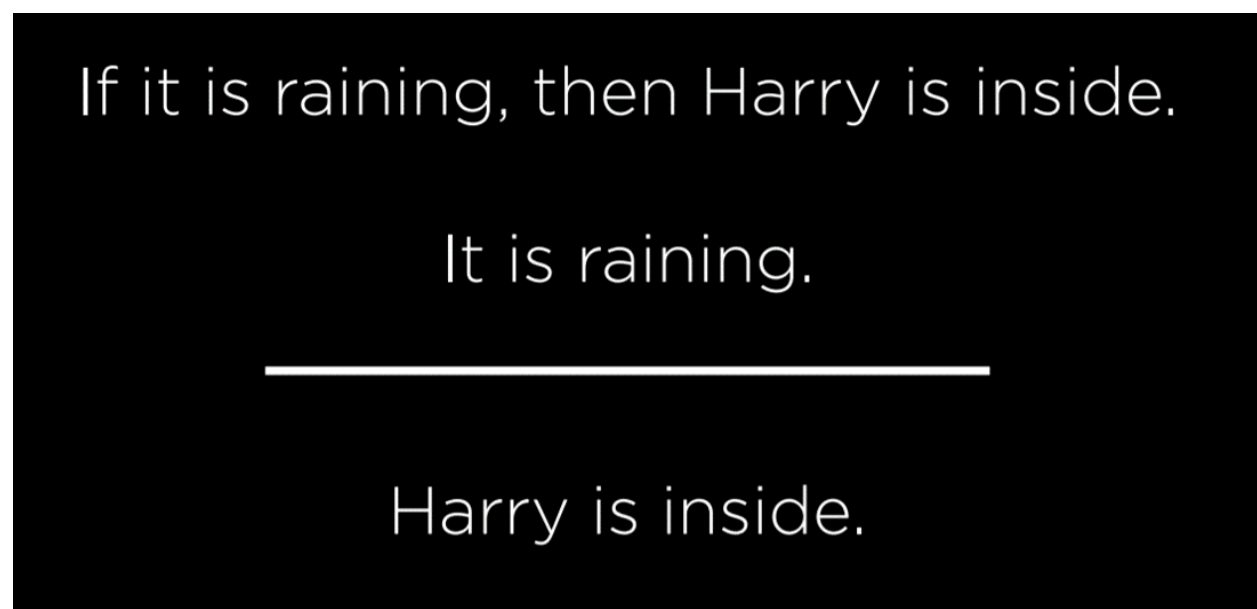 If it is raining, then Harry is inside.
It is raining.
Harry is inside.